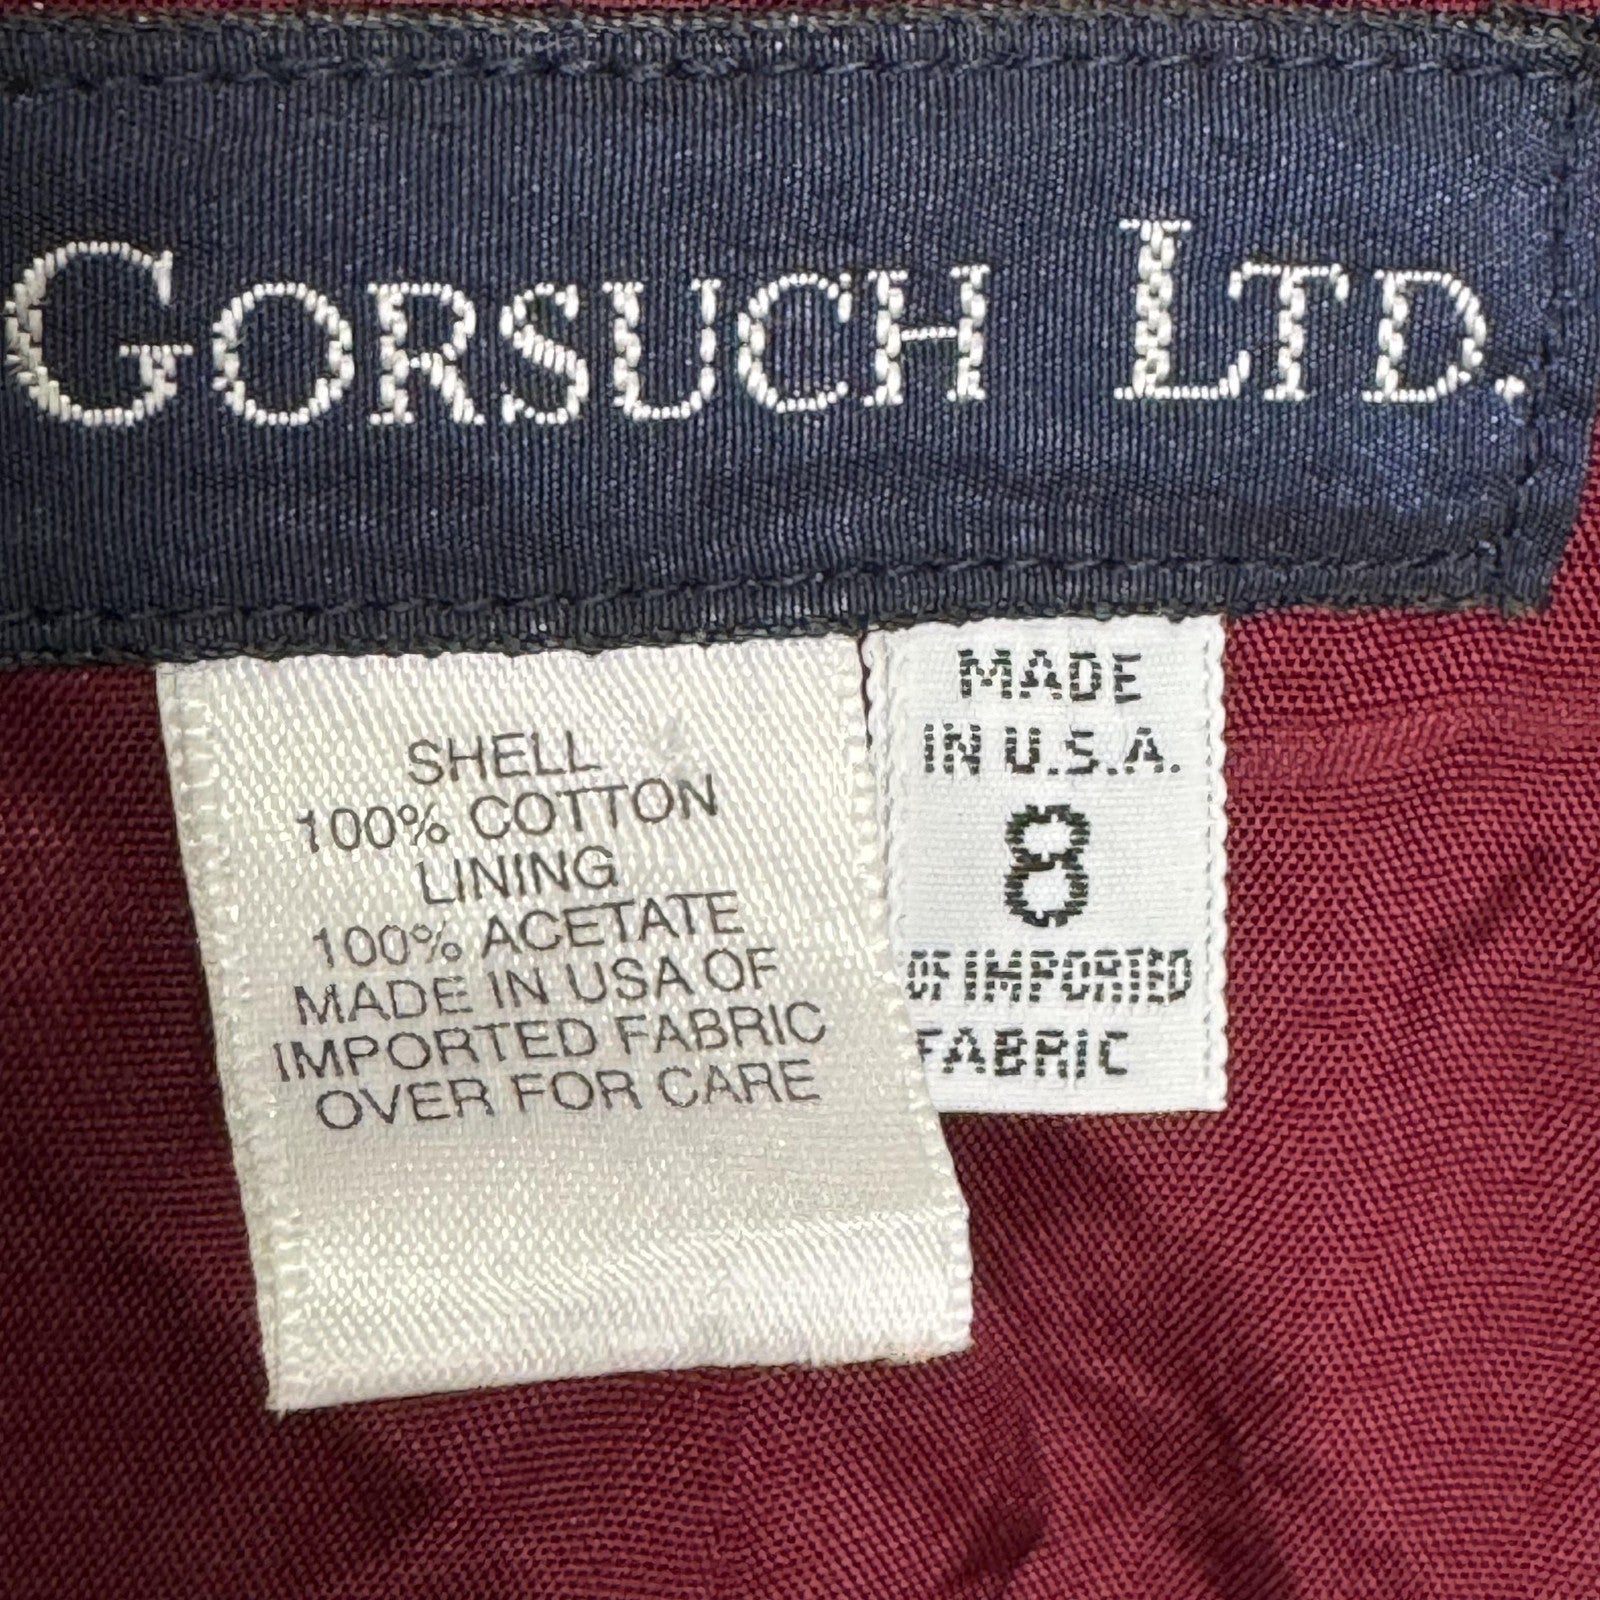 GORSUCH LTD.
SHELL
100% COTTON
LINING
100% ACETATE
MADE IN USA OF
IMPORTED FABRIC
OVER FOR CARE
MADE
IN U.S.A.
8
OF IMPORTED
FABRIC